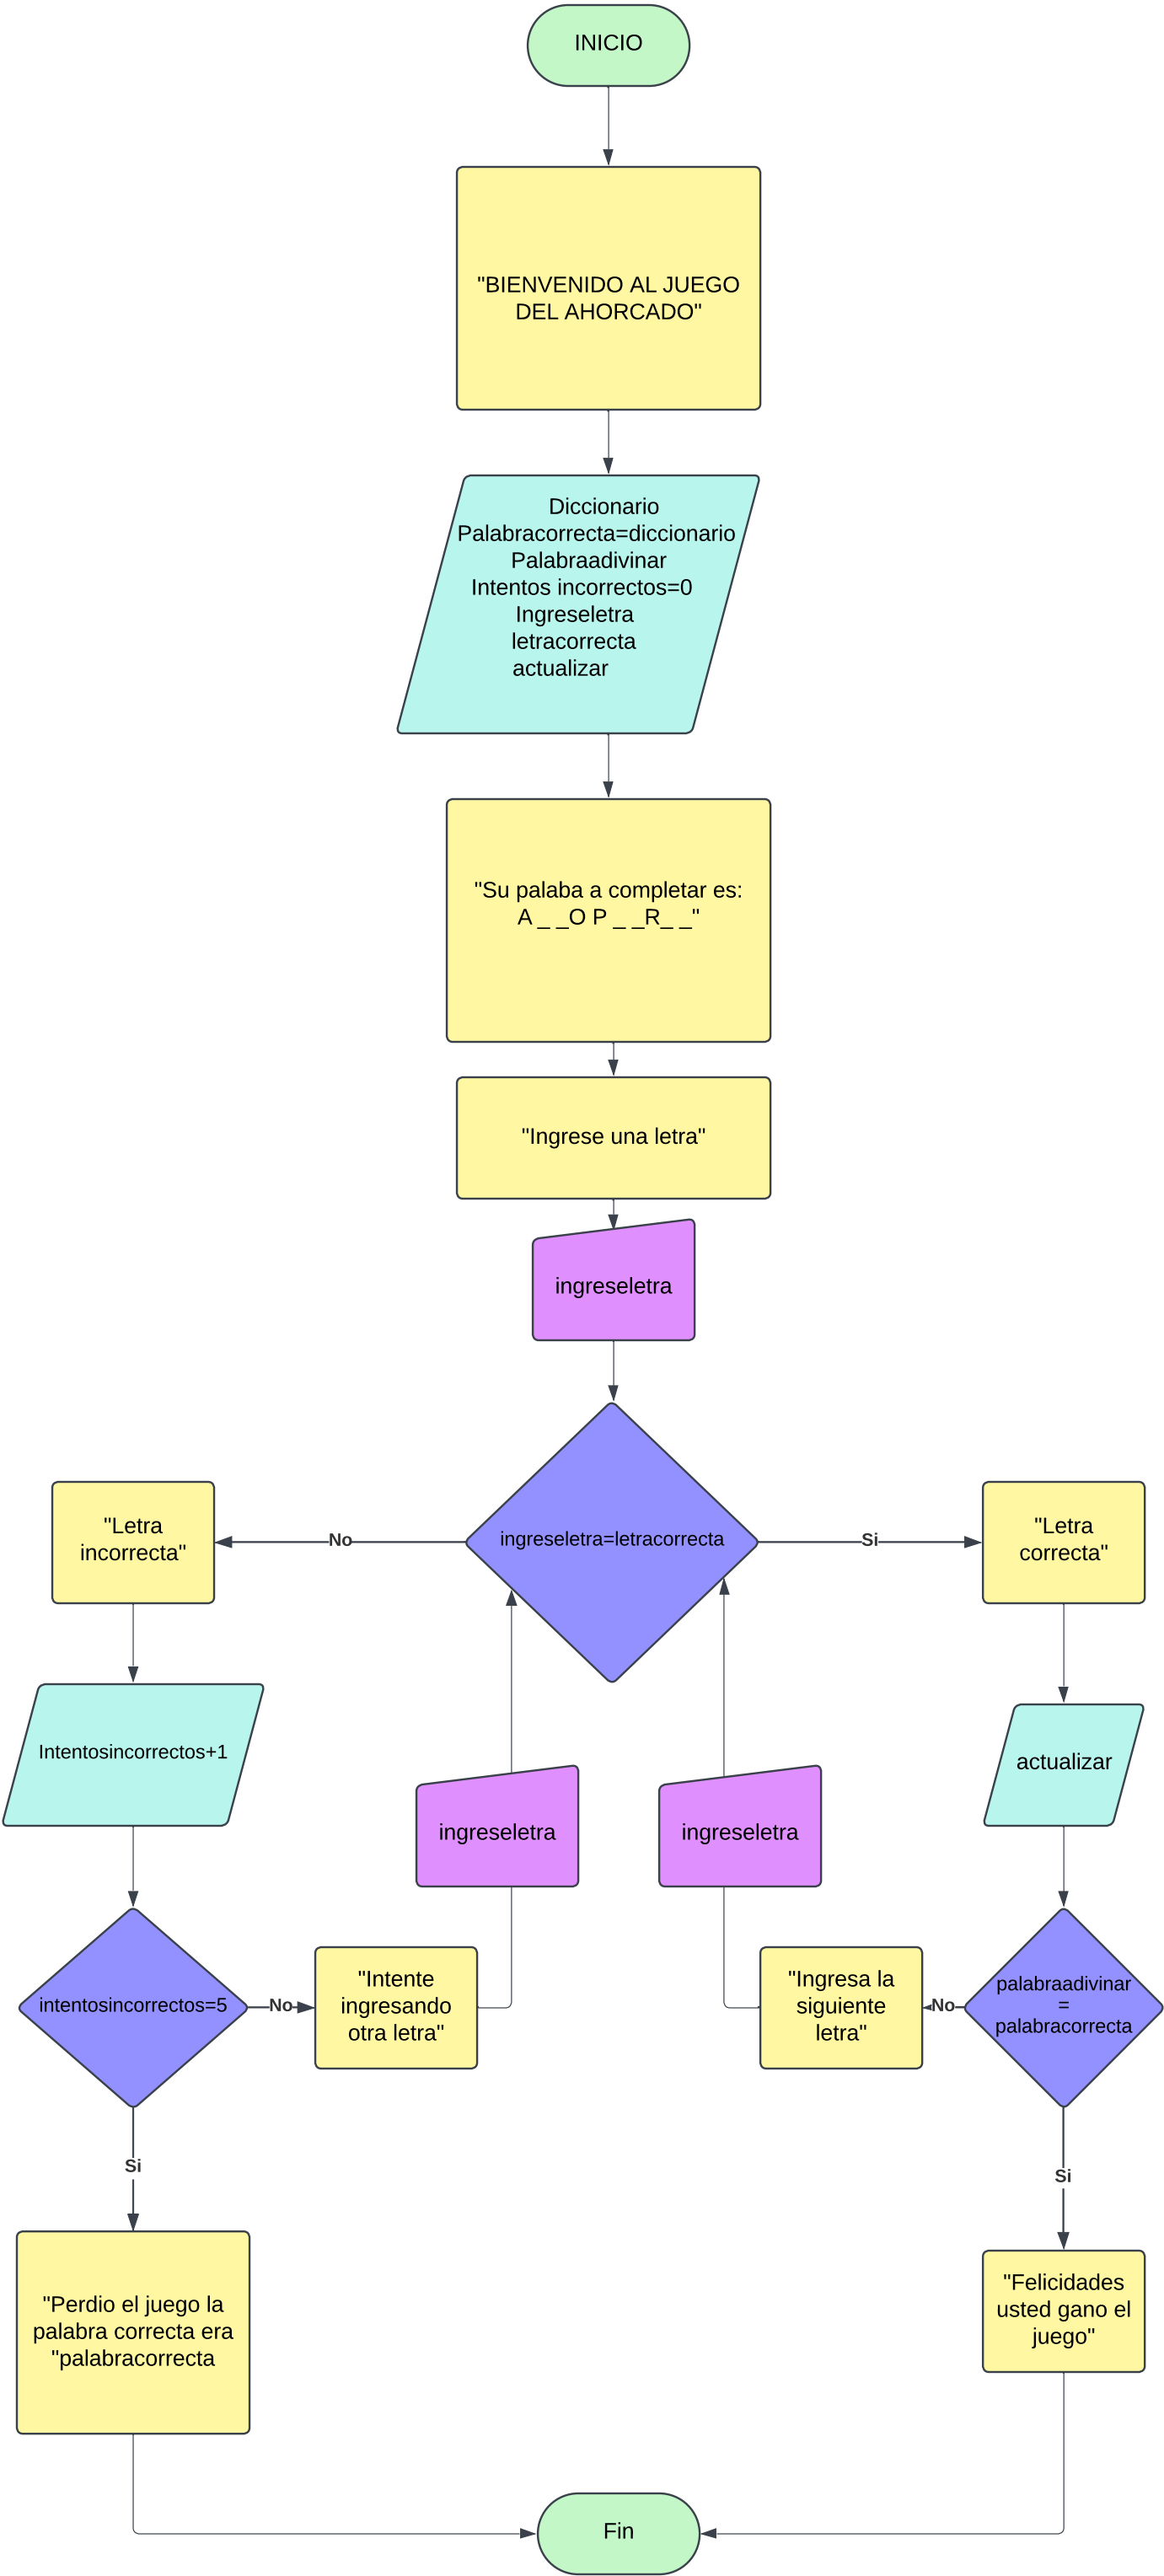 INICIO
"BIENVENIDO AL JUEGO
DEL AHORCADO"
Diccionario
Palabracorrecta=diccionario
Palabraadivinar
Intentos incorrectos=0
Ingreseletra
letracorrecta
actualizar
"Su palaba a completar es:
A _ _O P _ _R_ _"
"Ingrese una letra"
ingreseletra
"Letra
incorrecta"
No
ingreseletra=letracorrecta
Si
"Letra
correcta"
Intentosincorrectos+1
ingreseletra
ingreseletra
actualizar
intentosincorrectos=5
No
"Intente
ingresando
otra letra"
"Ingresa la
siguiente
letra"
No
palabraadivinar
=
palabracorrecta
Si
Si
"Perdio el juego la
palabra correcta era
"palabracorrecta
"Felicidades
usted gano el
juego"
Fin